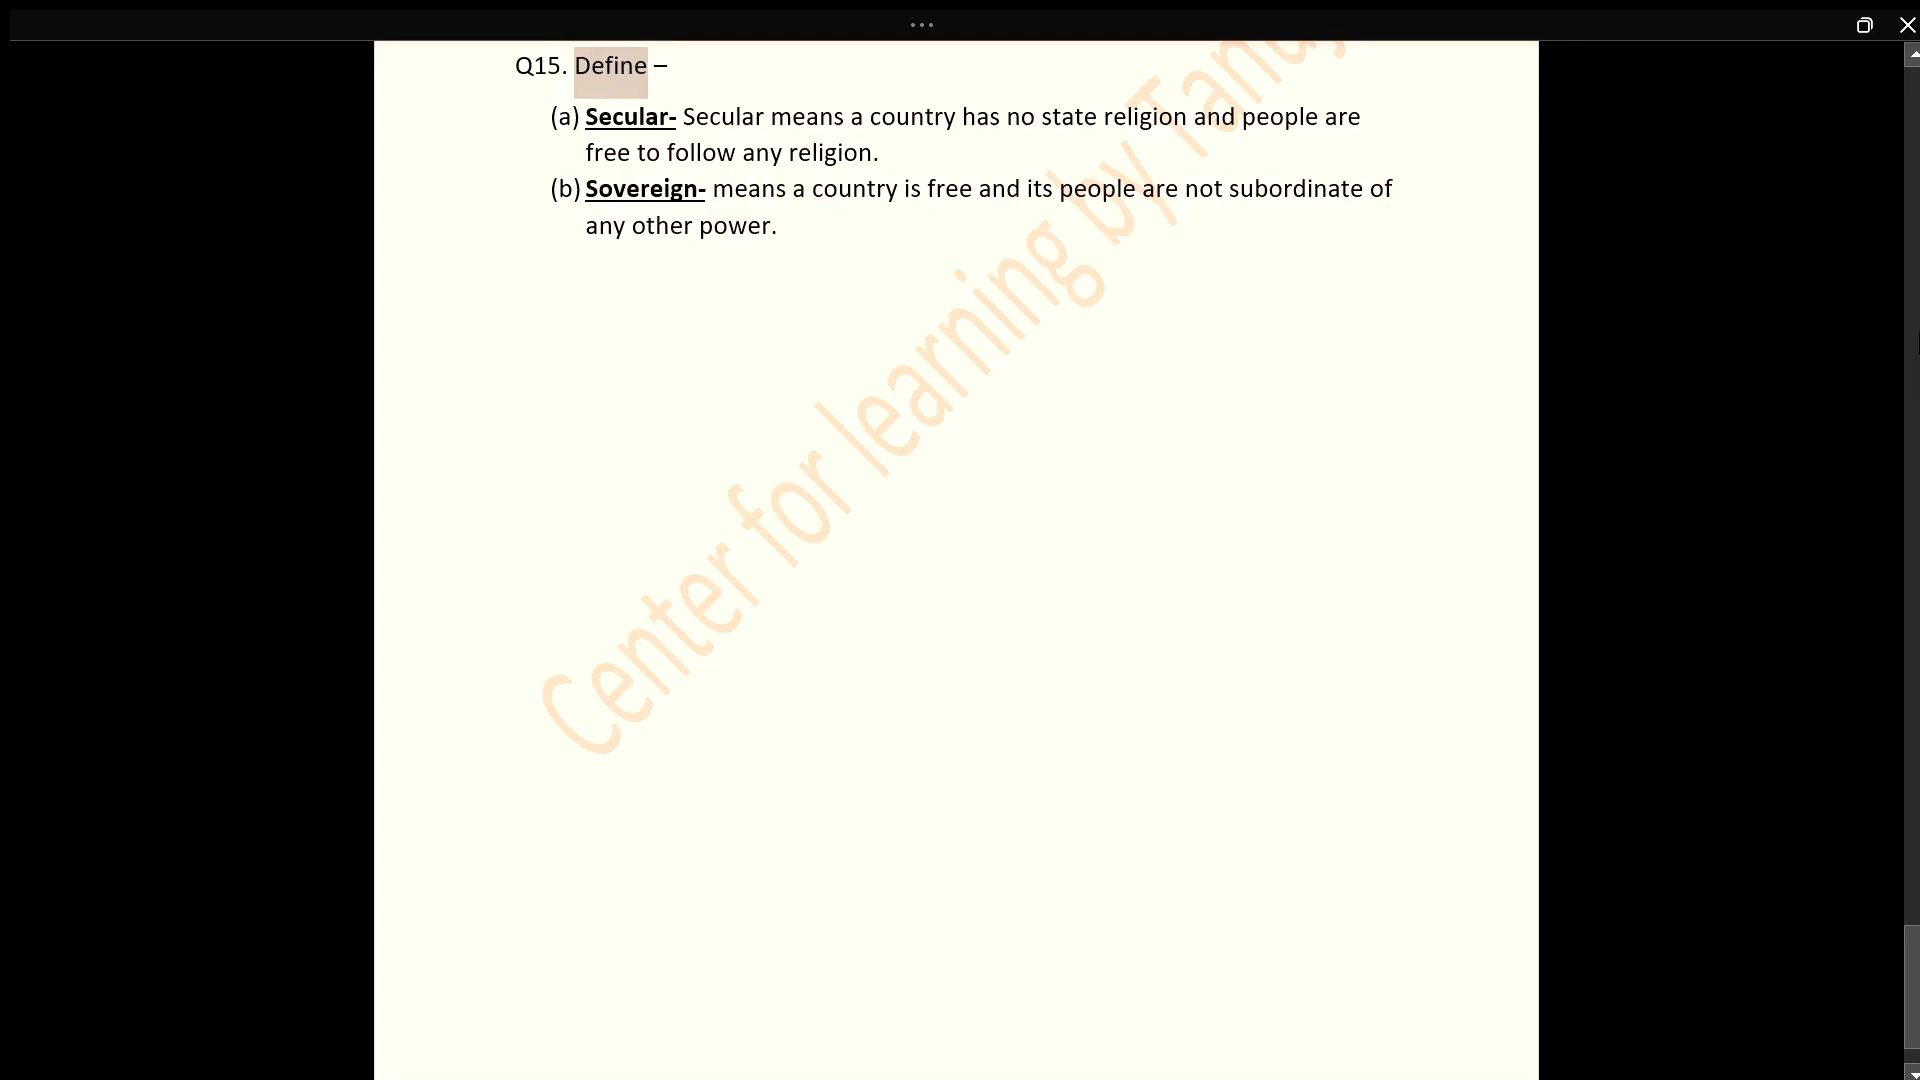 Q15. Define –
(a) Secular- Secular means a country has no state religion and people are
free to follow any religion.
(b) Sovereign- means a country is free and its people are not subordinate of
any other power.
Center for learning by